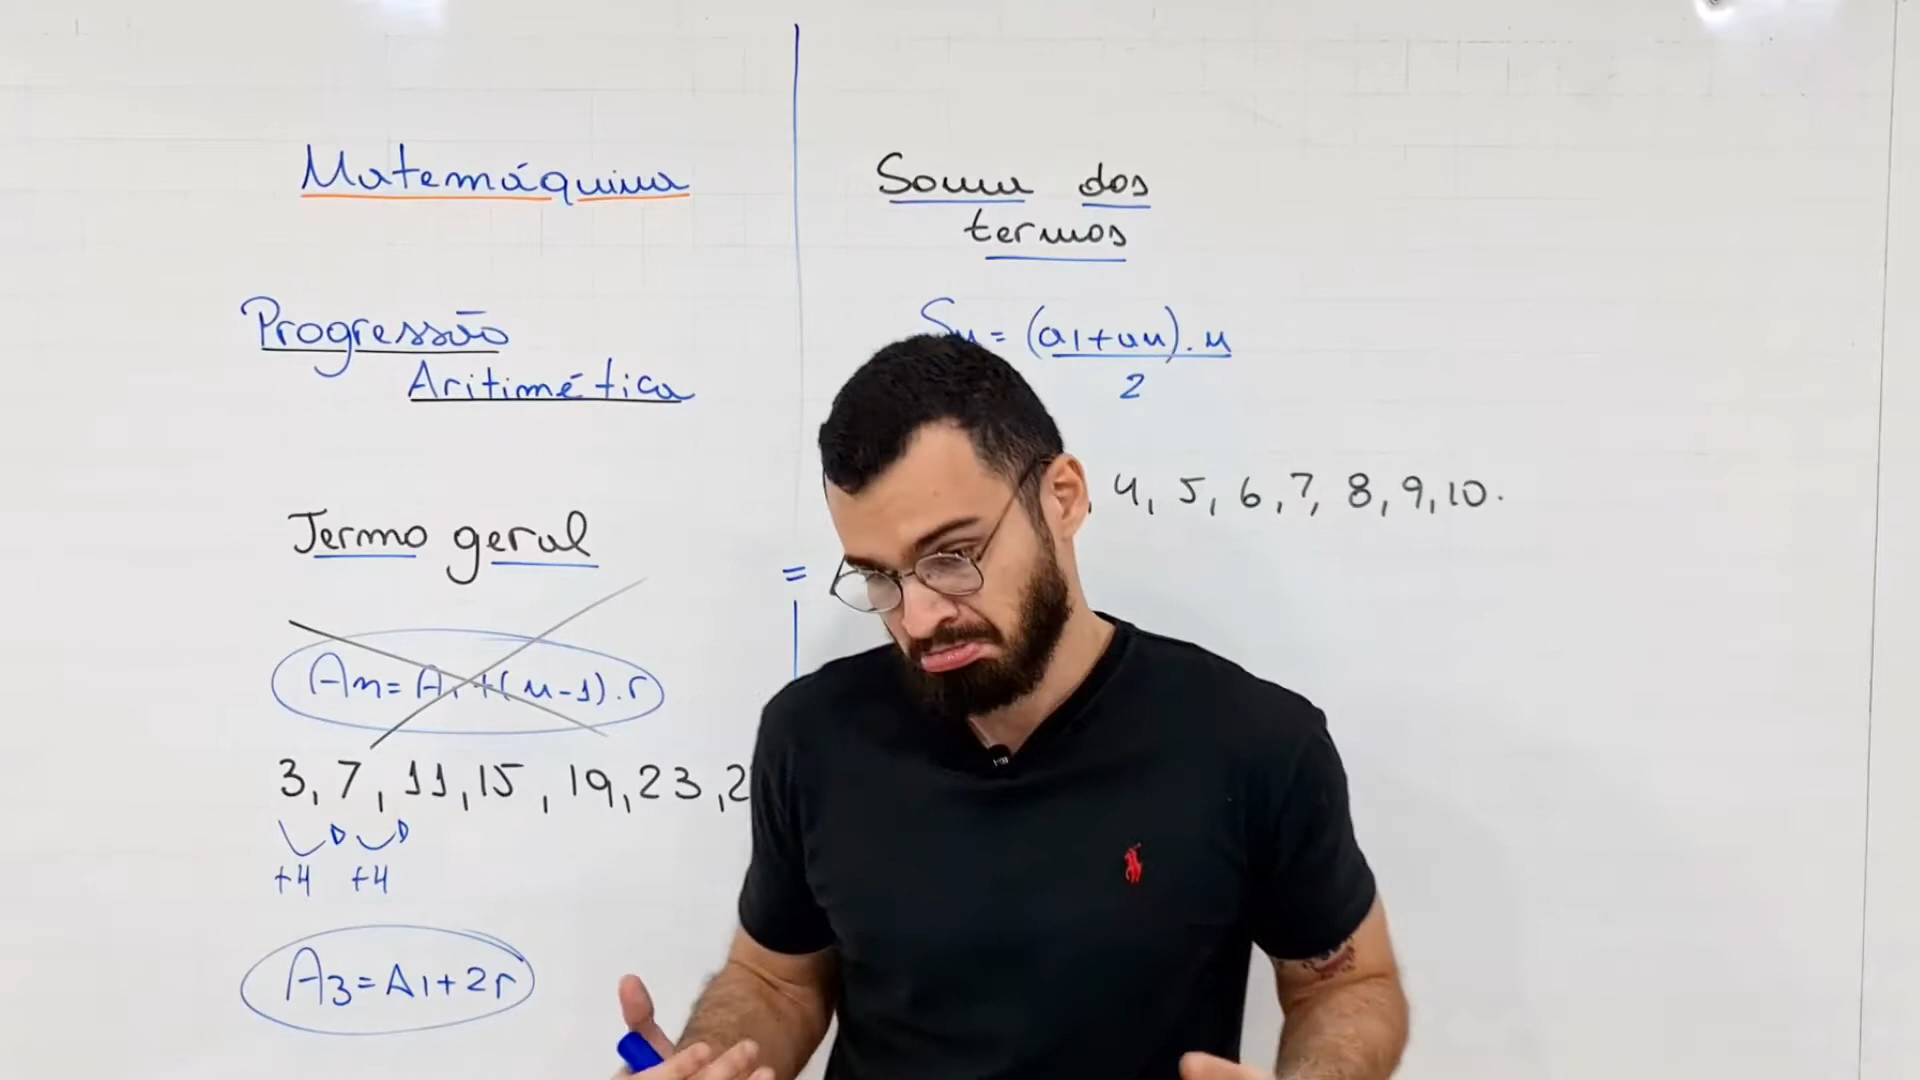 Matemáquina
Progressão
Aritimética
Termo geral
An = A1 + (n-1).r
3, 7, 11, 15, 19, 23, 2
+4 +4
A3 = A1 + 2r
Soma dos
termos
Sn = (a1+an).n
2
, 4, 5, 6, 7, 8, 9, 10.
=